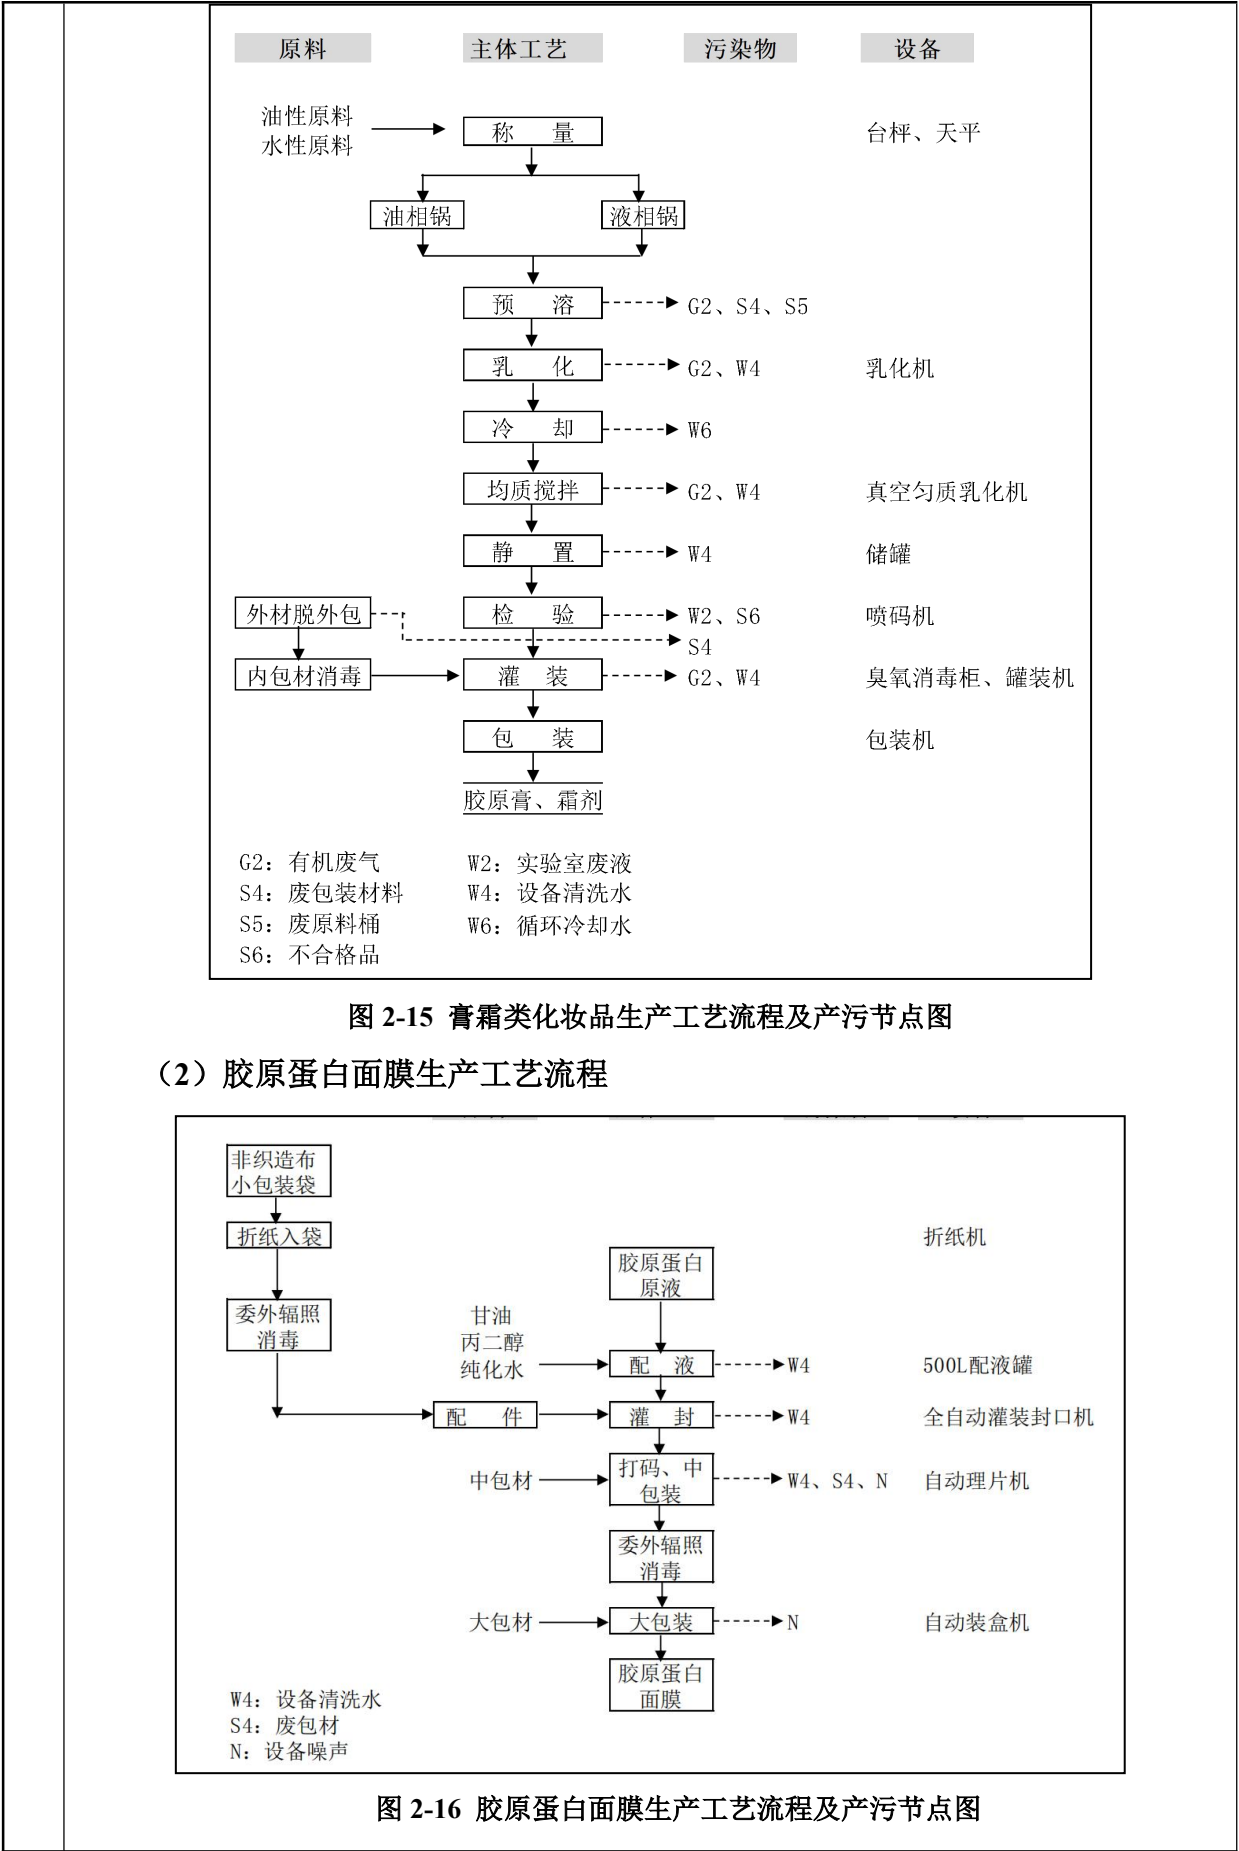 原料 主体工艺 污染物 设备
油性原料
水性原料
称 量 台秤、天平
油相锅 液相锅
预 溶 G2、S4、S5
乳 化 G2、W4 乳化机
冷 却 W6
均质搅拌 G2、W4 真空匀质乳化机
静 置 W4 储罐
外材脱外包 检 验 W2、S6 喷码机
S4
内包材消毒 灌 装 G2、W4 臭氧消毒柜、罐装机
包 装 包装机
胶原膏、霜剂
G2：有机废气 W2：实验室废液
S4：废包装材料 W4：设备清洗水
S5：废原料桶 W6：循环冷却水
S6：不合格品
图 2-15 膏霜类化妆品生产工艺流程及产污节点图
（2）胶原蛋白面膜生产工艺流程
非织造布
小包装袋
折纸入袋 折纸机
胶原蛋白
原液
委外辐照
消毒
甘油
丙二醇
纯化水 配 液 W4 500L配液罐
配 件 灌 封 W4 全自动灌装封口机
中包材 打码、中
包装 W4、S4、N 自动理片机
委外辐照
消毒
大包材 大包装 N 自动装盒机
胶原蛋白
面膜
W4：设备清洗水
S4：废包材
N：设备噪声
图 2-16 胶原蛋白面膜生产工艺流程及产污节点图